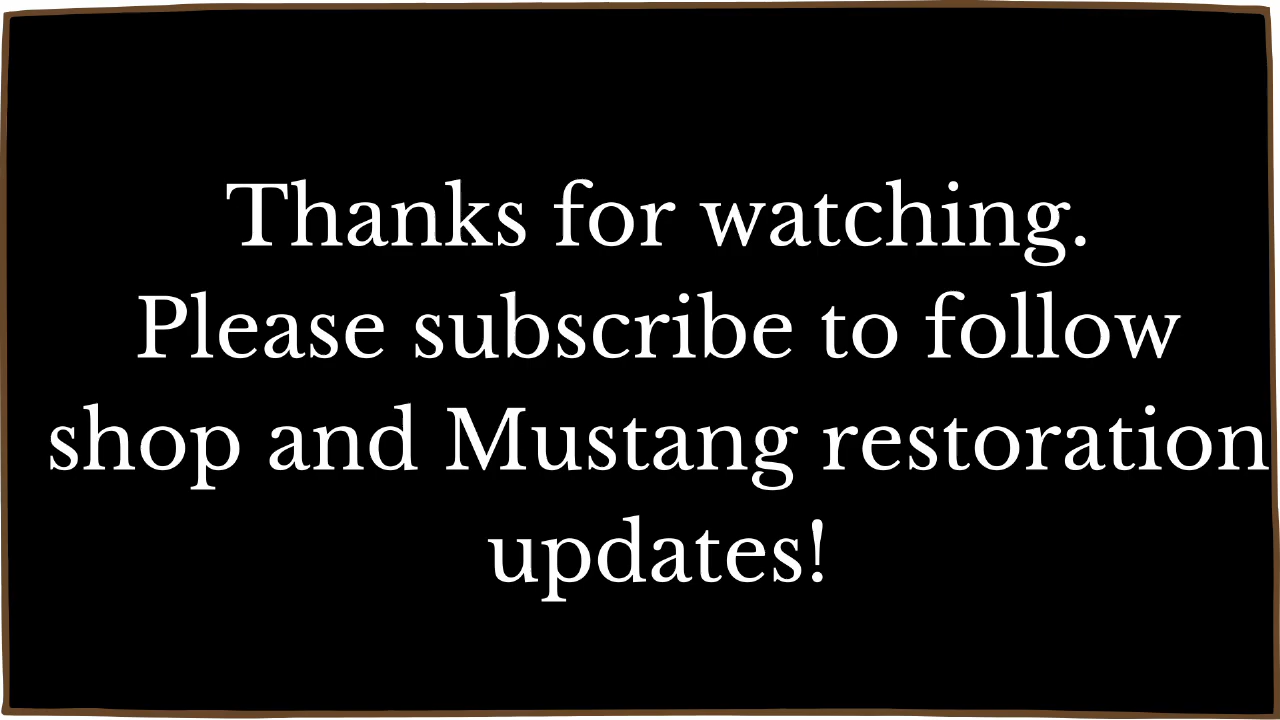 Thanks for watching.
Please subscribe to follow
shop and Mustang restoration
updates!